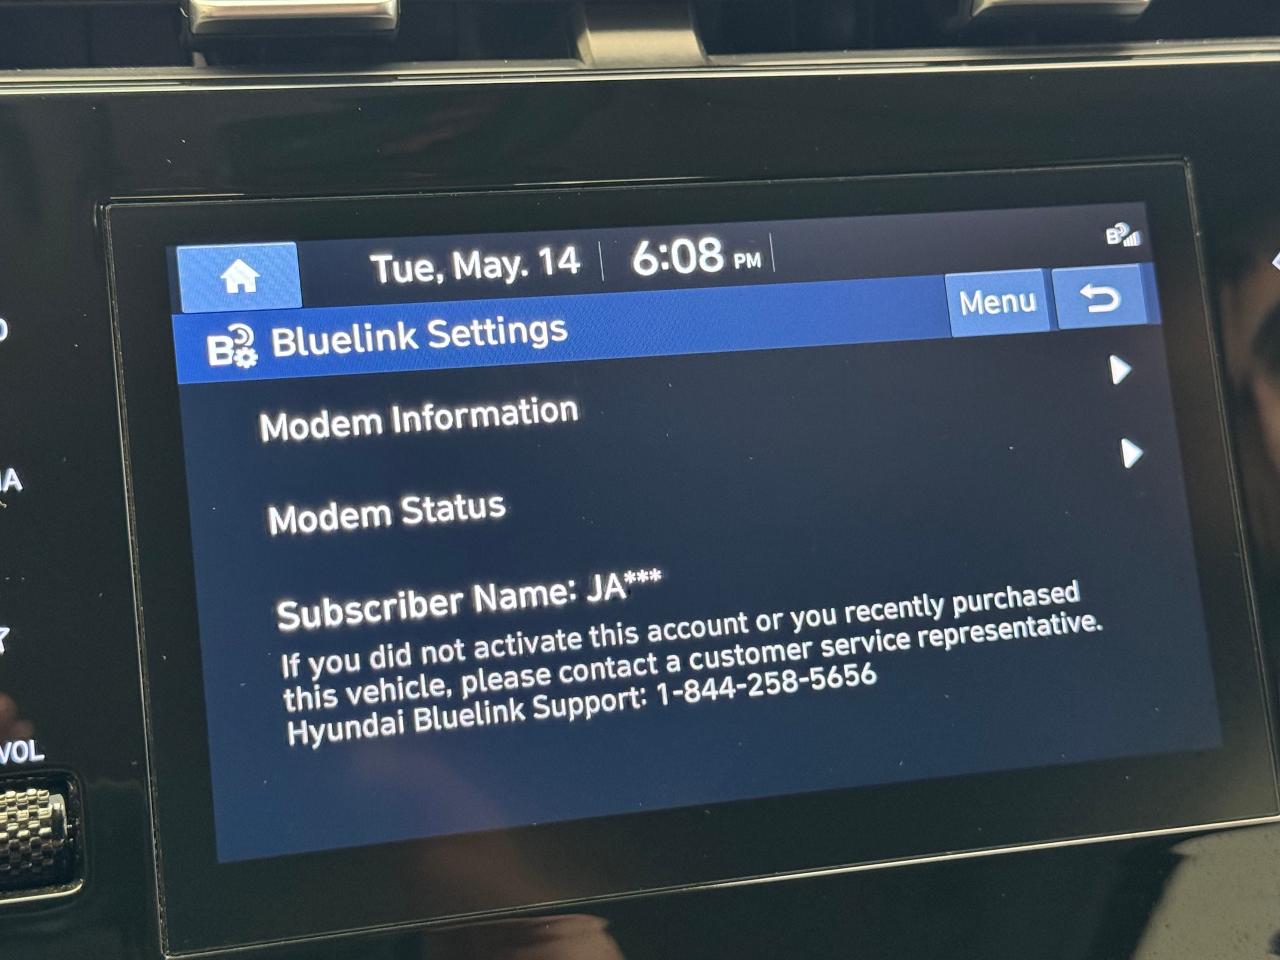 Tue, May. 14 6:08 PM
B
Bluelink Settings
Menu
Modem Information
Modem Status
Subscriber Name: JA***
If you did not activate this account or you recently purchased
this vehicle, please contact a customer service representative.
Hyundai Bluelink Support: 1-844-258-5656
VOL